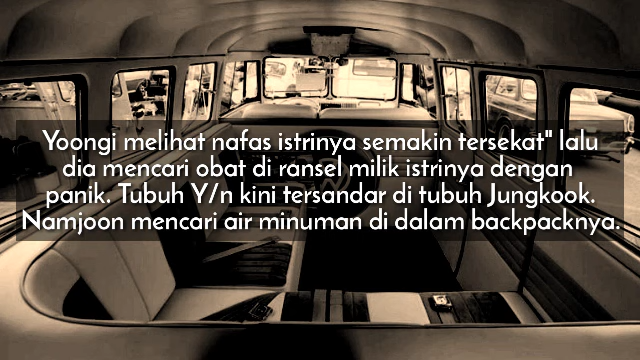 Yoongi melihat nafas istrinya semakin tersekat" lalu
dia mencari obat di ransel milik istrinya dengan
panik. Tubuh Y/n kini tersandar di tubuh Jungkook.
Namjoon mencari air minuman di dalam backpacknya.